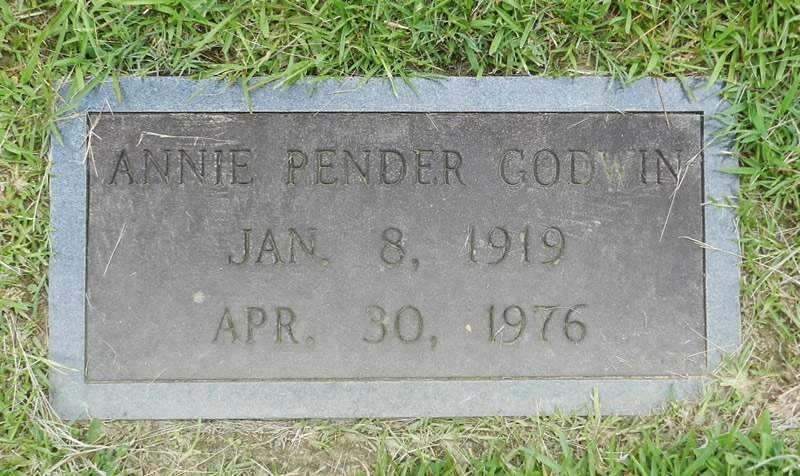 ANNIE PENDER GODWIN
JAN. 8, 1919
APR. 30, 1976